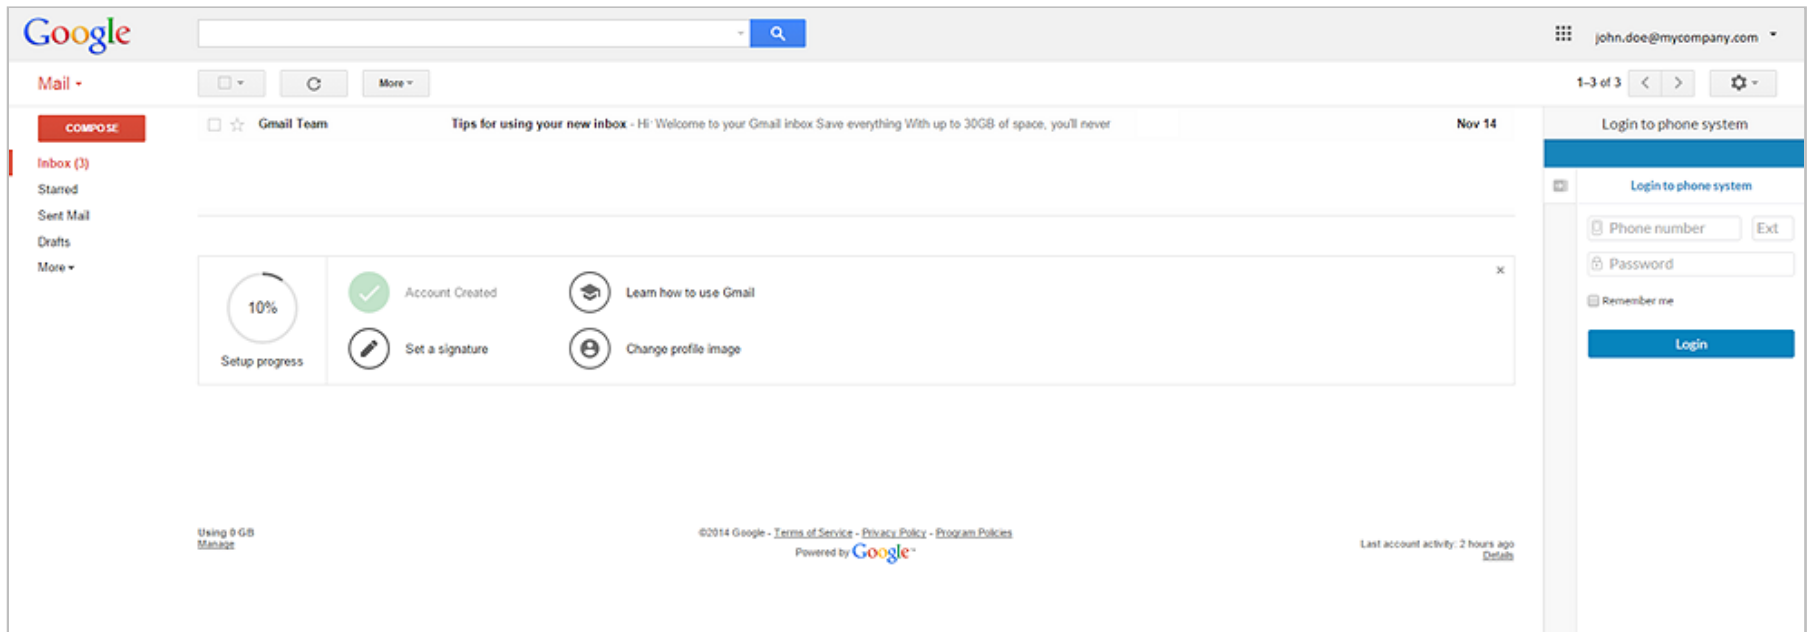 Google
john.doe@mycompany.com
Mail
More
1–3 of 3
COMPOSE
Gmail Team Tips for using your new inbox - Hi Welcome to your Gmail inbox Save everything With up to 30GB of space, you'll never Nov 14
Inbox (3)
Starred
Sent Mail
Drafts
More
10%
Setup progress
Account Created
Learn how to use Gmail
Set a signature
Change profile image
Login to phone system
Login to phone system
Phone number Ext
Password
Remember me
Login
Using 0 GB
Manage
©2014 Google - Terms of Service - Privacy Policy - Program Policies
Powered by Google™
Last account activity: 2 hours ago
Details